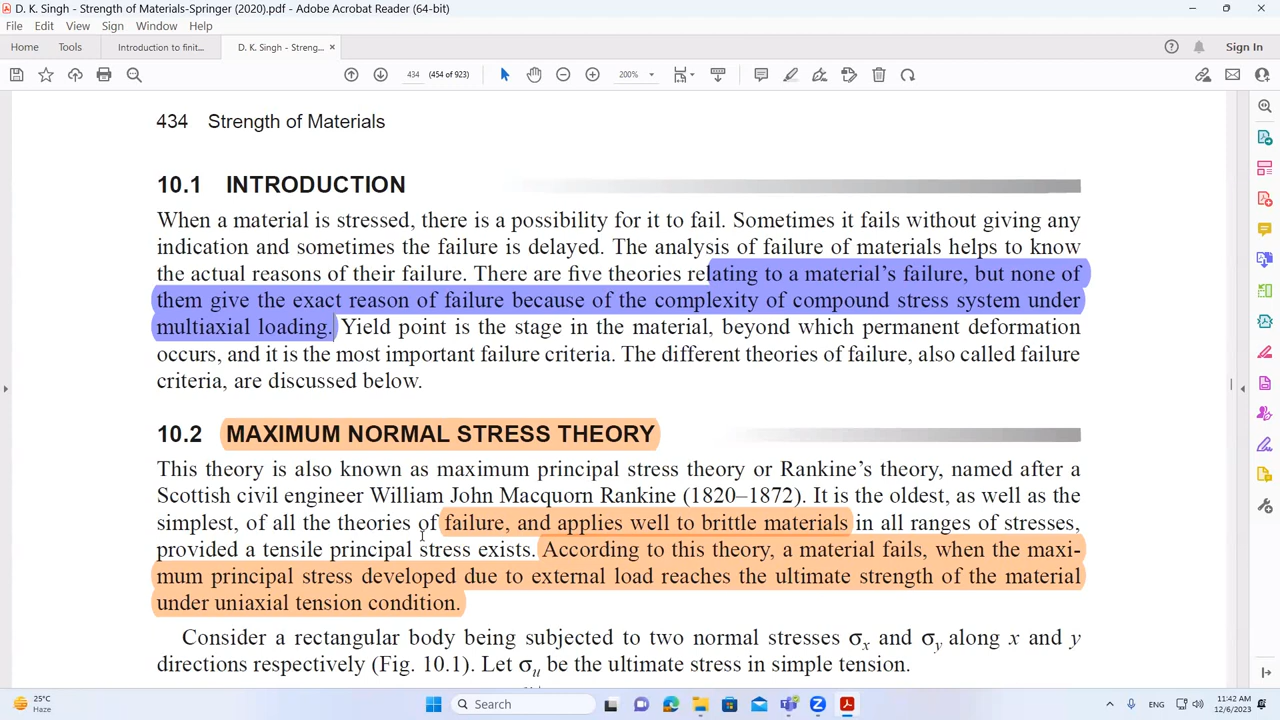 D. K. Singh - Strength of Materials-Springer (2020).pdf - Adobe Acrobat Reader (64-bit)
File Edit View Sign Window Help
Home Tools Introduction to finit... D. K. Singh - Streng... × Sign In
434 (454 of 923) 200%
434 Strength of Materials
10.1 INTRODUCTION
When a material is stressed, there is a possibility for it to fail. Sometimes it fails without giving any
indication and sometimes the failure is delayed. The analysis of failure of materials helps to know
the actual reasons of their failure. There are five theories relating to a material's failure, but none of
them give the exact reason of failure because of the complexity of compound stress system under
multiaxial loading. Yield point is the stage in the material, beyond which permanent deformation
occurs, and it is the most important failure criteria. The different theories of failure, also called failure
criteria, are discussed below.
10.2 MAXIMUM NORMAL STRESS THEORY
This theory is also known as maximum principal stress theory or Rankine's theory, named after a
Scottish civil engineer William John Macquorn Rankine (1820–1872). It is the oldest, as well as the
simplest, of all the theories of failure, and applies well to brittle materials in all ranges of stresses,
provided a tensile principal stress exists. According to this theory, a material fails, when the maxi-
mum principal stress developed due to external load reaches the ultimate strength of the material
under uniaxial tension condition.
Consider a rectangular body being subjected to two normal stresses σx and σy along x and y
directions respectively (Fig. 10.1). Let σu be the ultimate stress in simple tension.
25°C
Haze
Search
ENG
11:42 AM
12/6/2023